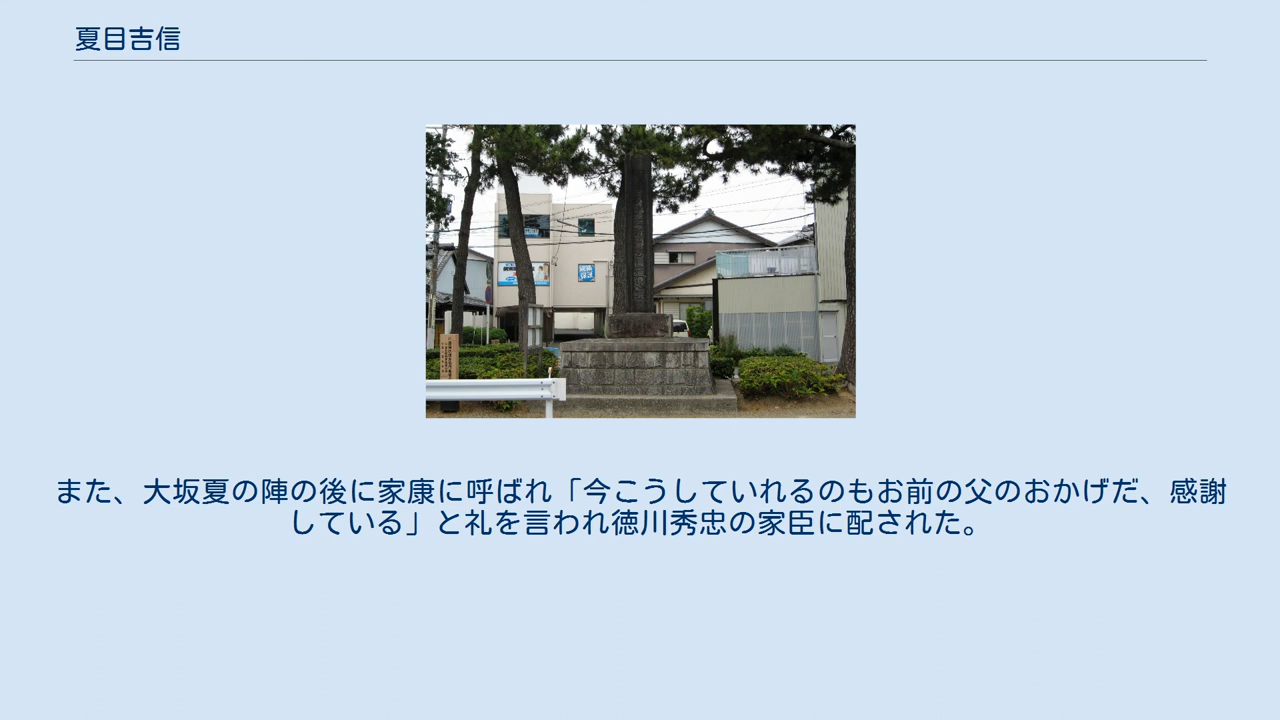 夏目吉信
また、大坂夏の陣の後に家康に呼ばれ「今こうしていれるのもお前の父のおかげだ、感謝
している」と礼を言われ徳川秀忠の家臣に配された。